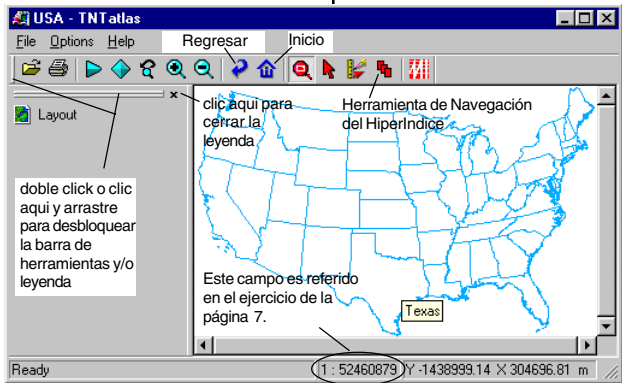 USA - TNTatlas
File Options Help
Regresar
Inicio
Layout
clic aqui para
cerrar la
leyenda
Herramienta de Navegación
del HiperIndice
doble click o clic
aqui y arrastre
para desbloquear
la barra de
herramientas y/o
leyenda
Este campo es referido
en el ejercicio de la
página 7.
Texas
Ready
1 : 52460879 Y -1438999.14 X 304696.81 m